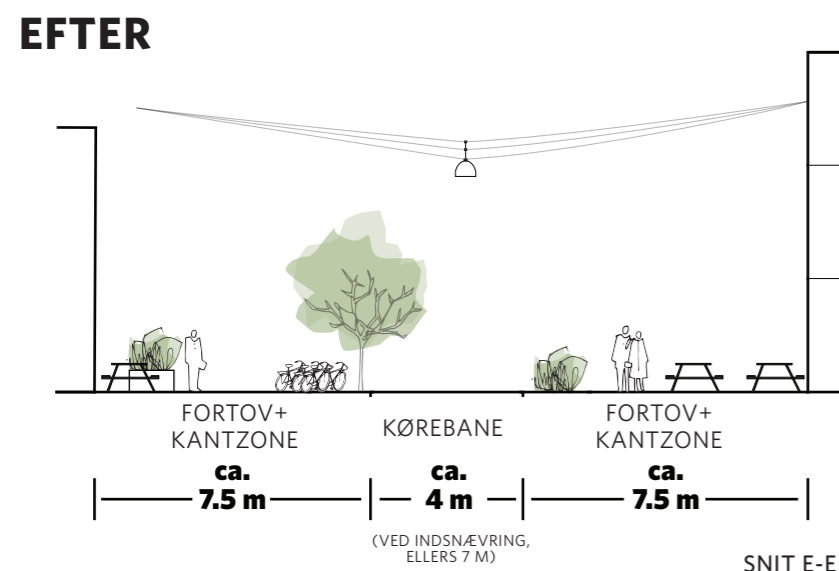 EFTER
FORTOV+
KANTZONE
ca.
7.5 m
KØREBANE
ca.
4 m
(VED INDSNÆVRING,
ELLERS 7 M)
FORTOV+
KANTZONE
ca.
7.5 m
SNIT E-E